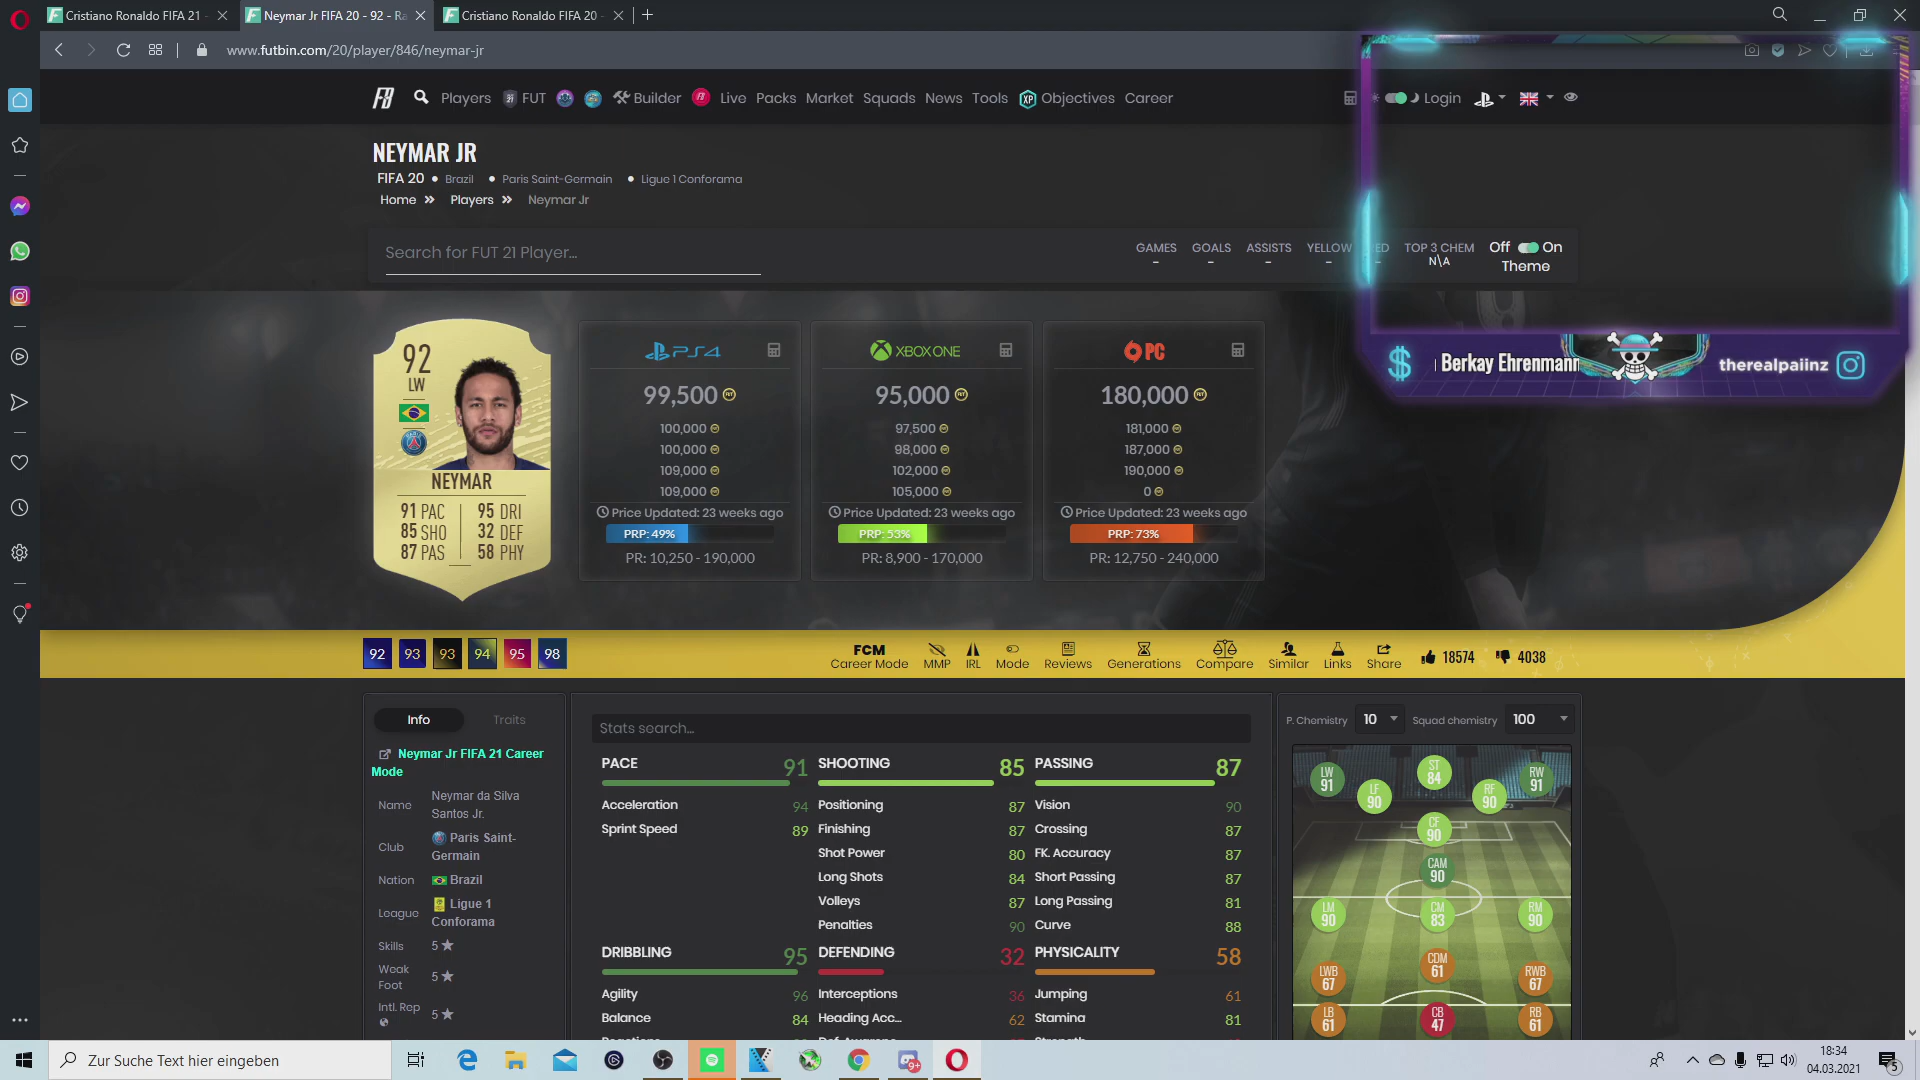 Cristiano Ronaldo FIFA 21 -
Neymar Jr FIFA 20 - 92 - Ra
Cristiano Ronaldo FIFA 20 -
www.futbin.com/20/player/846/neymar-jr
Players FUT Builder Live Packs Market Squads News Tools XP Objectives Career Login
NEYMAR JR
FIFA 20 • Brazil • Paris Saint-Germain • Ligue 1 Conforama
Home » Players » Neymar Jr
Search for FUT 21 Player...
GAMES GOALS ASSISTS YELLOW ED TOP 3 CHEM
- - - - - N\A
Off On
Theme
92
LW
NEYMAR
91 PAC 95 DRI
85 SHO 32 DEF
87 PAS 58 PHY
PS4
99,500
100,000
100,000
109,000
109,000
Price Updated: 23 weeks ago
PRP: 49%
PR: 10,250 - 190,000
XBOX ONE
95,000
97,500
98,000
102,000
105,000
Price Updated: 23 weeks ago
PRP: 53%
PR: 8,900 - 170,000
PC
180,000
181,000
187,000
190,000
0
Price Updated: 23 weeks ago
PRP: 73%
PR: 12,750 - 240,000
$ | Berkay Ehrenmann
therealpaiinz
92 93 93 94 95 98
FCM
Career Mode MMP IRL Mode Reviews Generations Compare Similar Links Share 18574 4038
Info Traits
Neymar Jr FIFA 21 Career
Mode
Name Neymar da Silva
Santos Jr.
Club Paris Saint-
Germain
Nation Brazil
League Ligue 1
Conforama
Skills 5 ★
Weak
Foot 5 ★
Intl. Rep 5 ★
Stats search...
PACE 91
Acceleration 94
Sprint Speed 89
SHOOTING 85
Positioning 87
Finishing 87
Shot Power 80
Long Shots 84
Volleys 87
Penalties 90
PASSING 87
Vision 90
Crossing 87
FK. Accuracy 87
Short Passing 87
Long Passing 81
Curve 88
DRIBBLING 95
Agility 96
Balance 84
DEFENDING 32
Interceptions 36
Heading Acc... 62
PHYSICALITY 58
Jumping 61
Stamina 81
P. Chemistry 10 Squad chemistry 100
LW 91
ST 84
RW 91
LF 90
RF 90
CF 90
CAM 90
LM 90
CM 83
RM 90
LWB 67
CDM 61
RWB 67
LB 61
CB 47
RB 61
Zur Suche Text hier eingeben
9+
18:34
04.03.2021
5